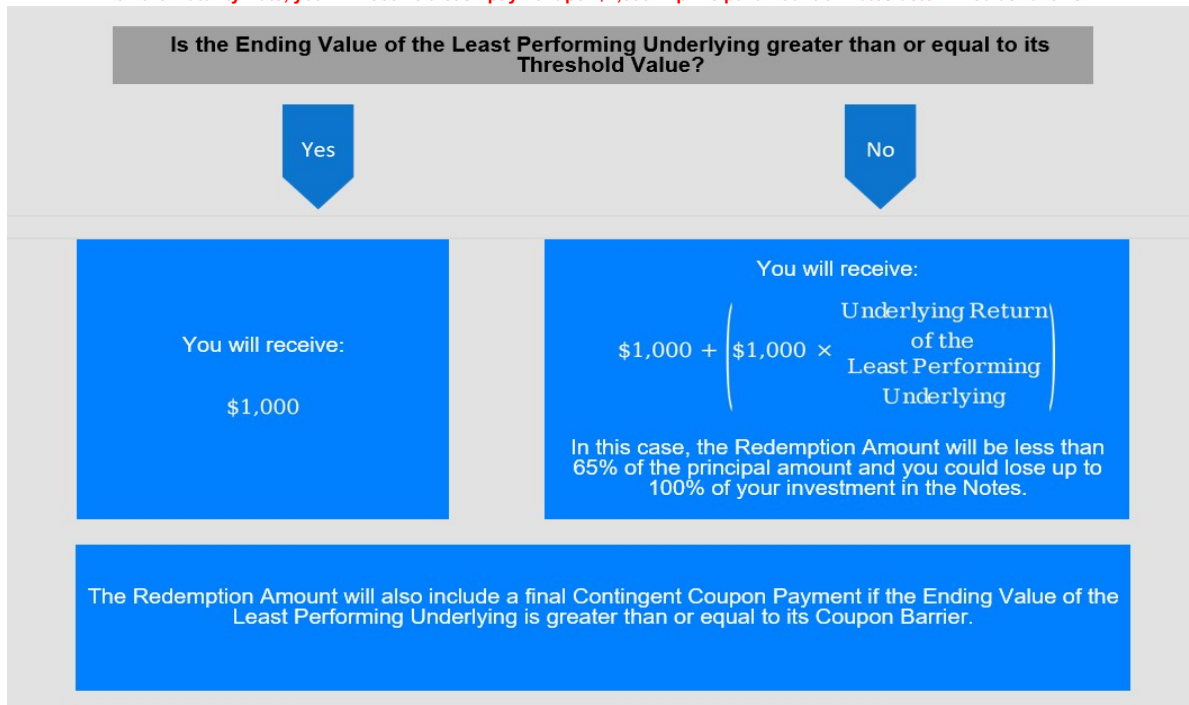 Is the Ending Value of the Least Performing Underlying greater than or equal to its
Threshold Value?
Yes
No
You will receive:
$1,000
You will receive:
$1,000 + ($1,000 × Underlying Return
of the
Least Performing
Underlying)
In this case, the Redemption Amount will be less than
65% of the principal amount and you could lose up to
100% of your investment in the Notes.
The Redemption Amount will also include a final Contingent Coupon Payment if the Ending Value of the
Least Performing Underlying is greater than or equal to its Coupon Barrier.